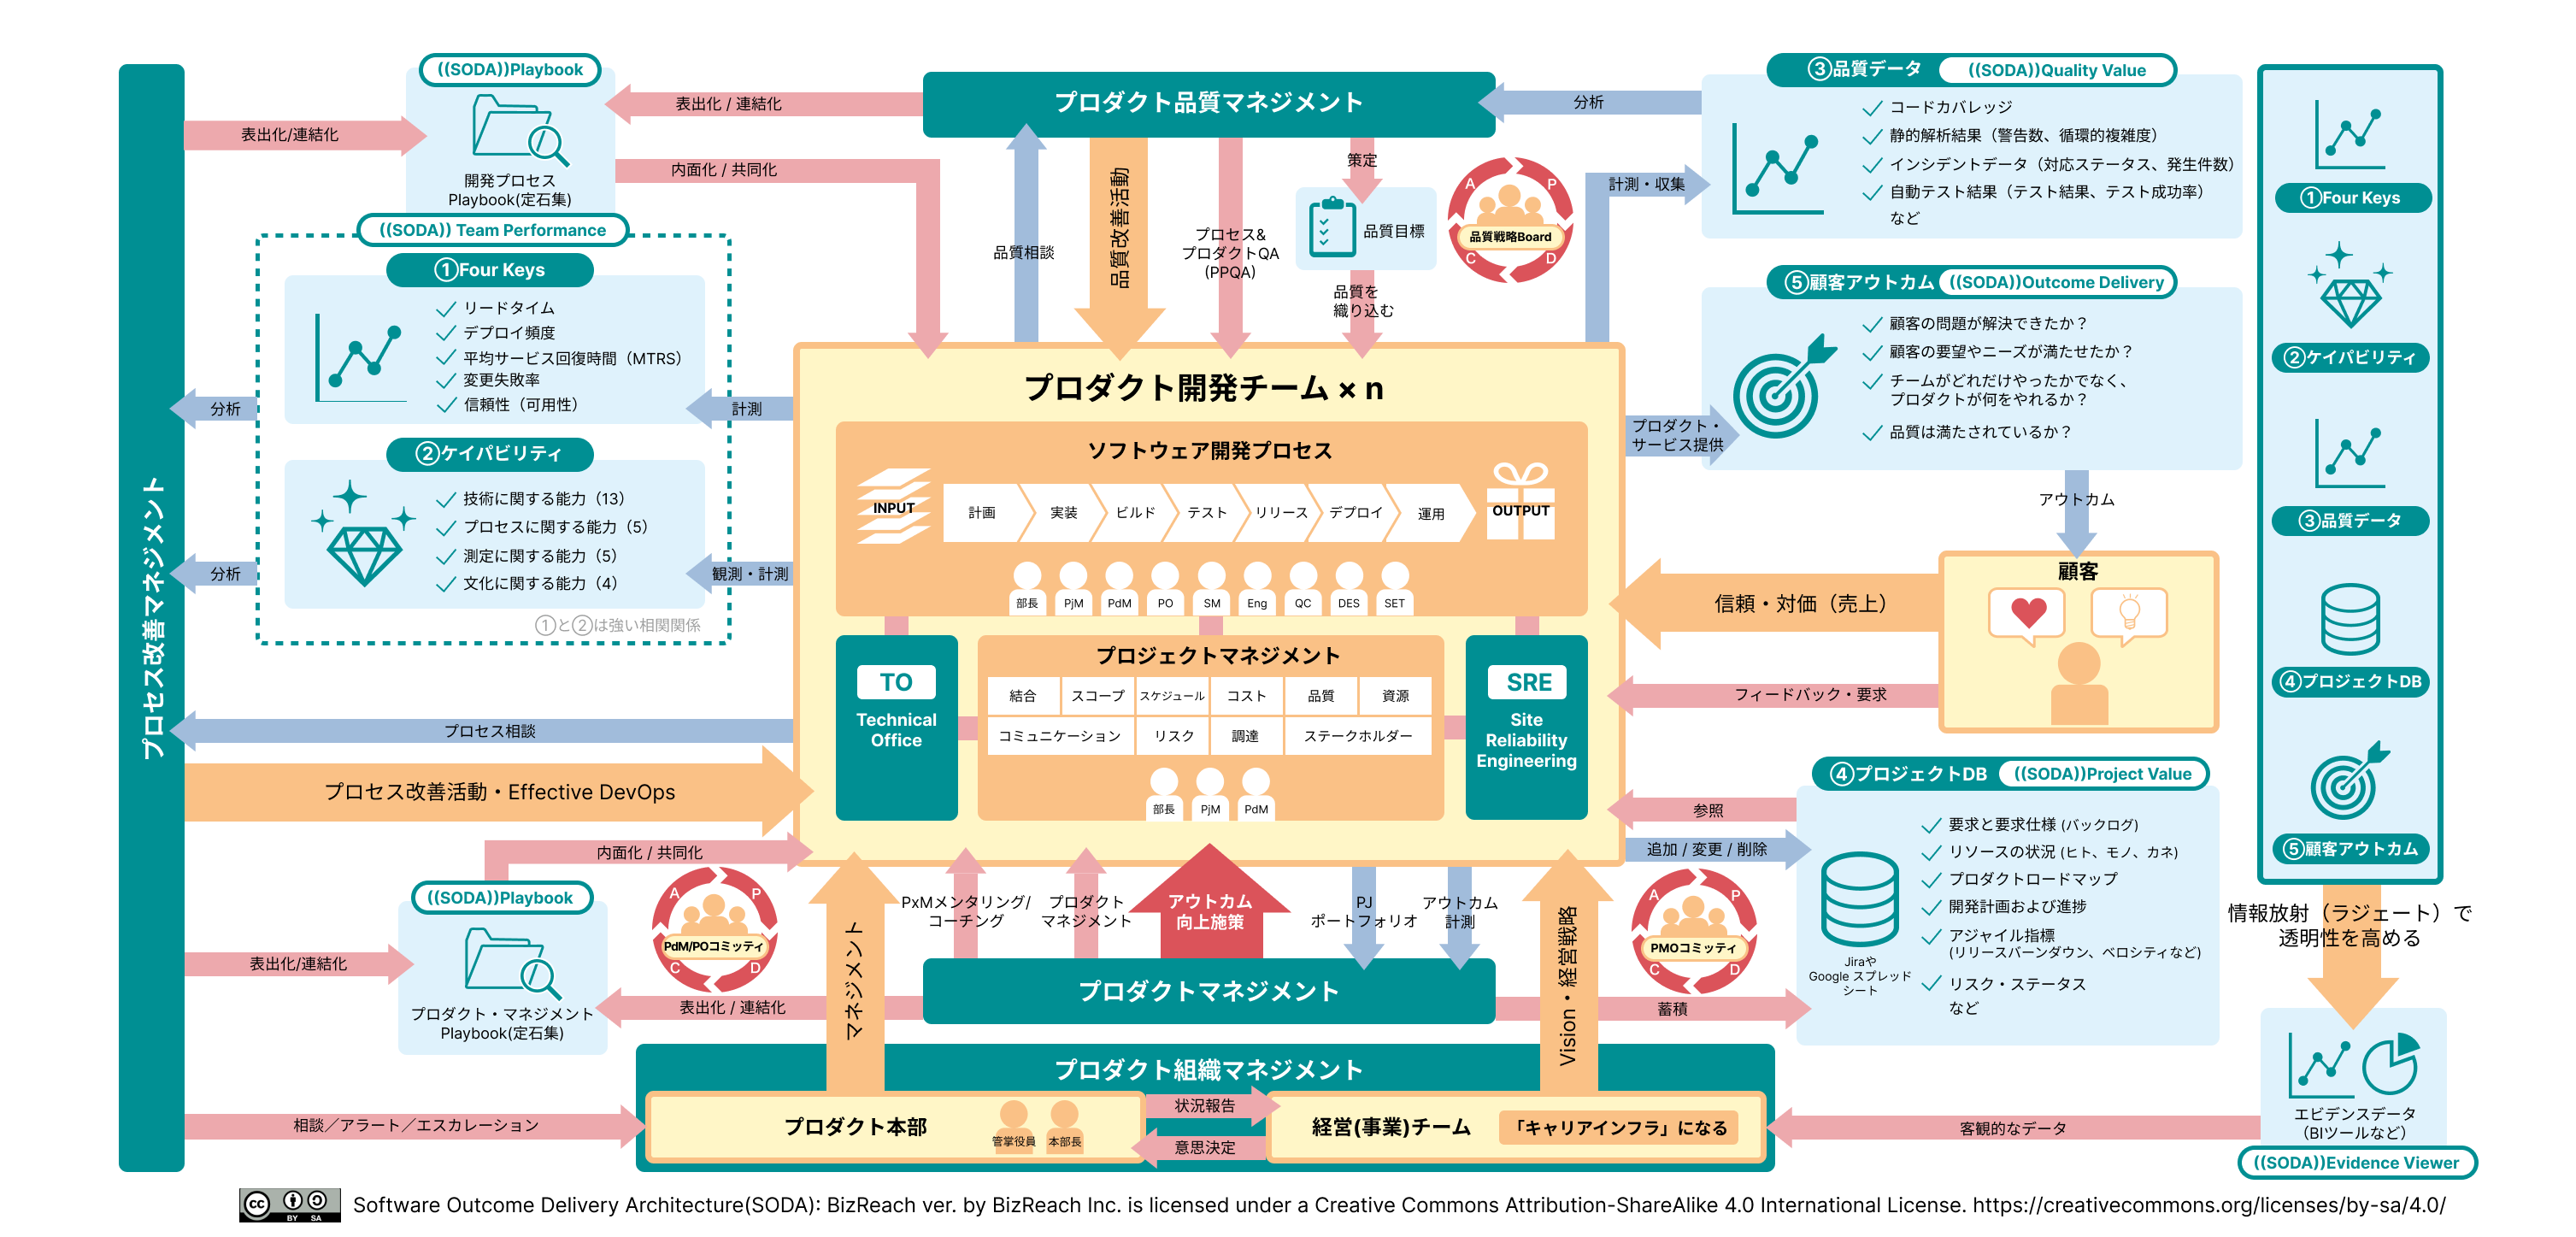 プロセス改善マネジメント
((SODA))Playbook
開発プロセス
Playbook(定石集)
表出化/連結化
表出化 / 連結化
内面化 / 共同化
((SODA)) Team Performance
①Four Keys
リードタイム
デプロイ頻度
平均サービス回復時間（MTRS）
変更失敗率
信頼性（可用性）
分析
計測
②ケイパビリティ
技術に関する能力（13）
プロセスに関する能力（5）
測定に関する能力（5）
文化に関する能力（4）
分析
観測・計測
①と②は強い相関関係
プロセス相談
プロセス改善活動・Effective DevOps
内面化 / 共同化
((SODA))Playbook
プロダクト・マネジメント
Playbook(定石集)
表出化/連結化
表出化 / 連結化
相談／アラート／エスカレーション
プロダクト品質マネジメント
品質相談
品質改善活動
プロセス&
プロダクトQA
(PPQA)
策定
品質目標
品質を
織り込む
A
P
品質戦略Board
C
D
分析
計測・収集
プロダクト開発チーム × n
ソフトウェア開発プロセス
INPUT
計画
実装
ビルド
テスト
リリース
デプロイ
運用
OUTPUT
部長
PjM
PdM
PO
SM
Eng
QC
DES
SET
TO
Technical
Office
プロジェクトマネジメント
結合
スコープ
スケジュール
コスト
品質
資源
コミュニケーション
リスク
調達
ステークホルダー
部長
PjM
PdM
SRE
Site
Reliability
Engineering
A
P
PdM/POコミッティ
C
D
マネジメント
PxMメンタリング/
コーチング
プロダクト
マネジメント
アウトカム
向上施策
PJ
ポートフォリオ
アウトカム
計測
Vision・経営戦略
A
P
PMOコミッティ
C
D
プロダクトマネジメント
蓄積
プロダクト組織マネジメント
プロダクト本部
管掌役員
本部長
状況報告
意思決定
経営(事業)チーム
「キャリアインフラ」になる
客観的なデータ
③品質データ
((SODA))Quality Value
コードカバレッジ
静的解析結果（警告数、循環的複雑度）
インシデントデータ（対応ステータス、発生件数）
自動テスト結果（テスト結果、テスト成功率）
など
⑤顧客アウトカム
((SODA))Outcome Delivery
顧客の問題が解決できたか？
顧客の要望やニーズが満たせたか？
チームがどれだけやったかでなく、
プロダクトが何をやれるか？
品質は満たされているか？
プロダクト・
サービス提供
アウトカム
顧客
信頼・対価（売上）
フィードバック・要求
④プロジェクトDB
((SODA))Project Value
要求と要求仕様 (バックログ)
リソースの状況 (ヒト、モノ、カネ)
プロダクトロードマップ
開発計画および進捗
アジャイル指標
(リリースバーンダウン、ベロシティなど)
リスク・ステータス
など
Jiraや
Google スプレッド
シート
参照
追加 / 変更 / 削除
①Four Keys
②ケイパビリティ
③品質データ
④プロジェクトDB
⑤顧客アウトカム
情報放射（ラジェート）で
透明性を高める
エビデンスデータ
（BIツールなど）
((SODA))Evidence Viewer
cc
BY
SA
Software Outcome Delivery Architecture(SODA): BizReach ver. by BizReach Inc. is licensed under a Creative Commons Attribution-ShareAlike 4.0 International License. https://creativecommons.org/licenses/by-sa/4.0/